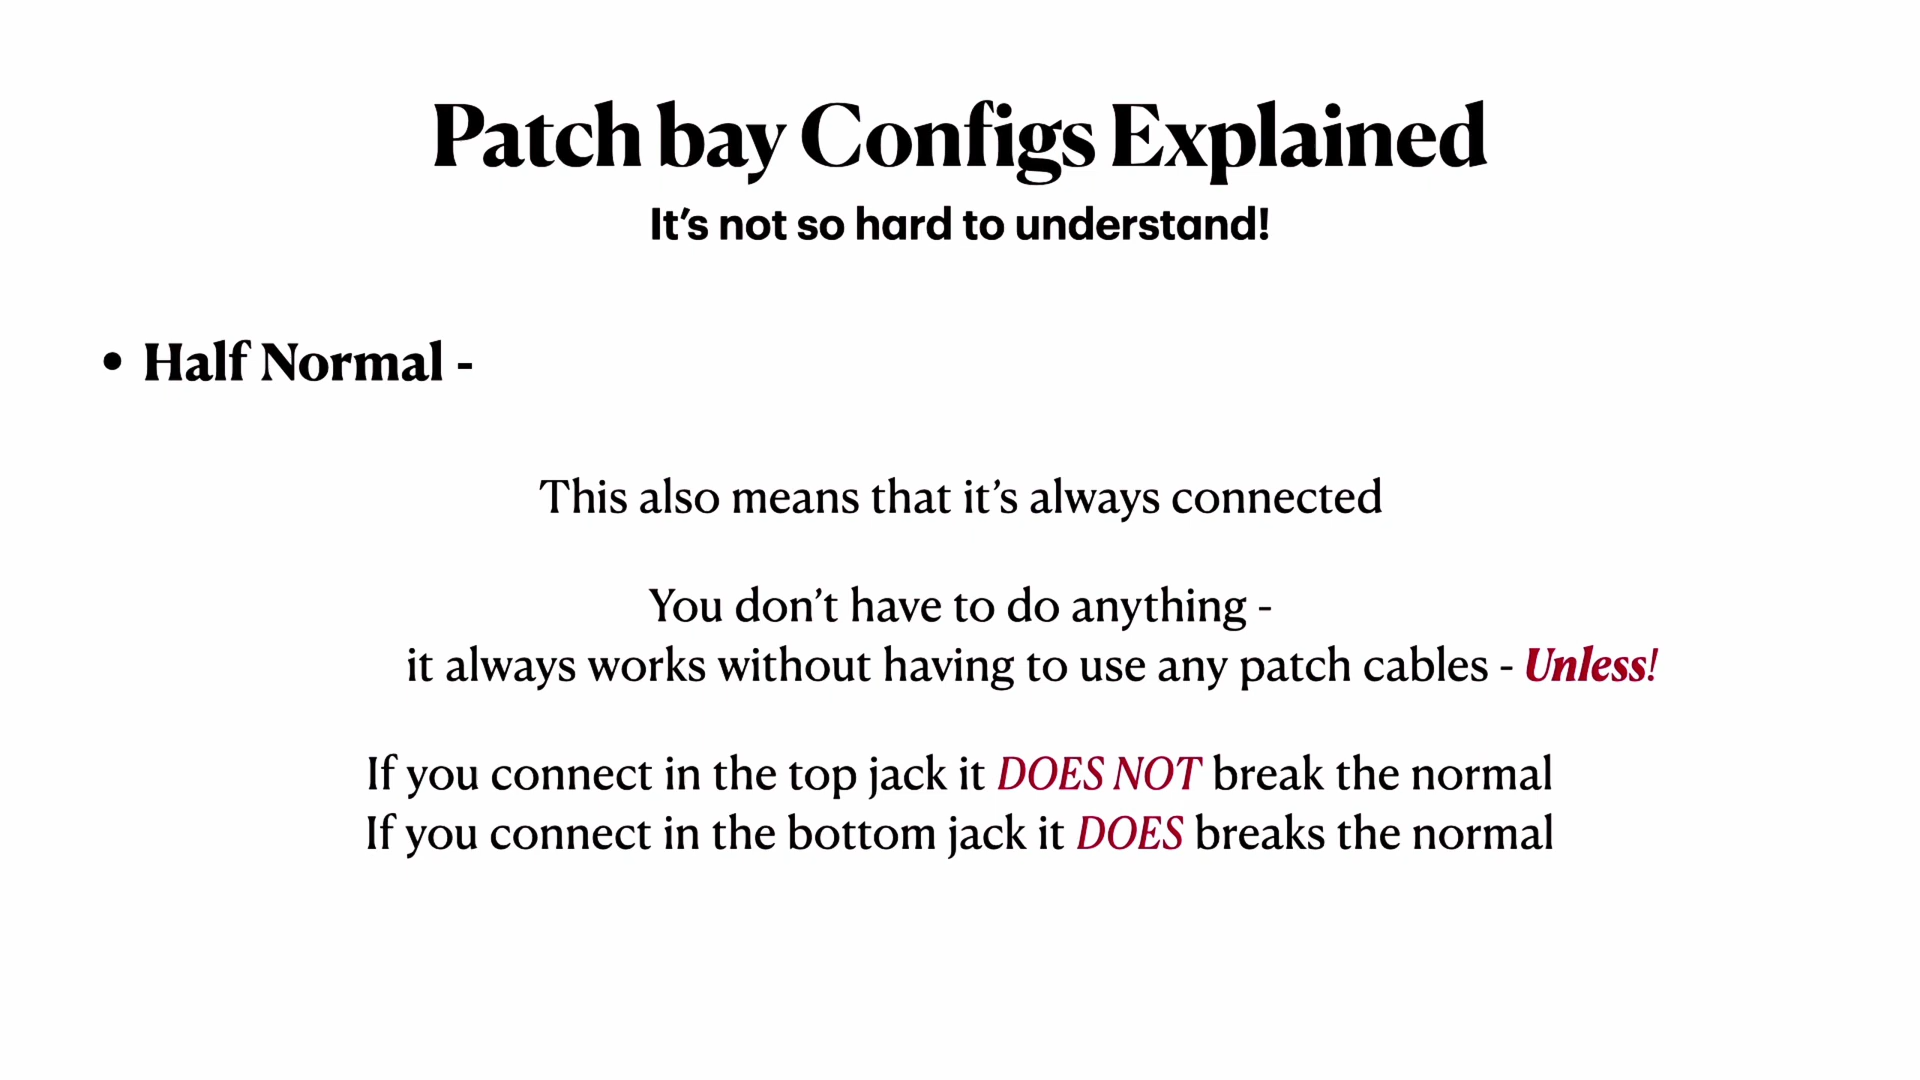 Patch bay Configs Explained
It’s not so hard to understand!
• Half Normal -
This also means that it’s always connected
You don’t have to do anything -
it always works without having to use any patch cables - Unless!
If you connect in the top jack it DOES NOT break the normal
If you connect in the bottom jack it DOES breaks the normal